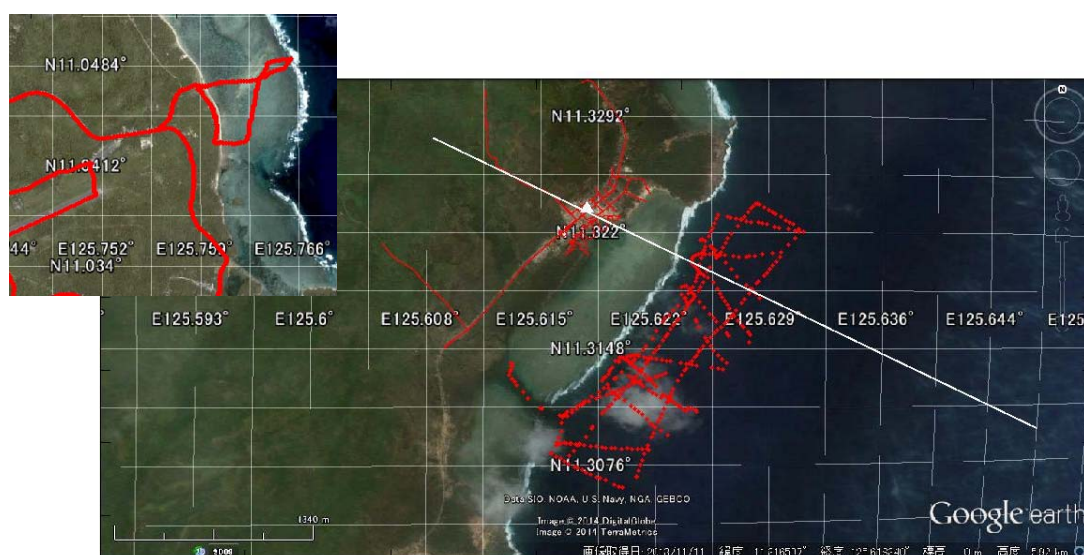 N11.0484°
N11.0412°
44° E125.752° E125.759° E125.766°
N11.034°
N
N11.3292°
N11.322°
E125.593° E125.6° E125.608° E125.615° E125.622° E125.629° E125.636° E125.644° E125
N11.3148°
N11.3076°
Data SIO, NOAA, U.S. Navy, NGA, GEBCO
Image © 2014 DigitalGlobe
Image © 2014 TerraMetrics
1340 m
Google earth